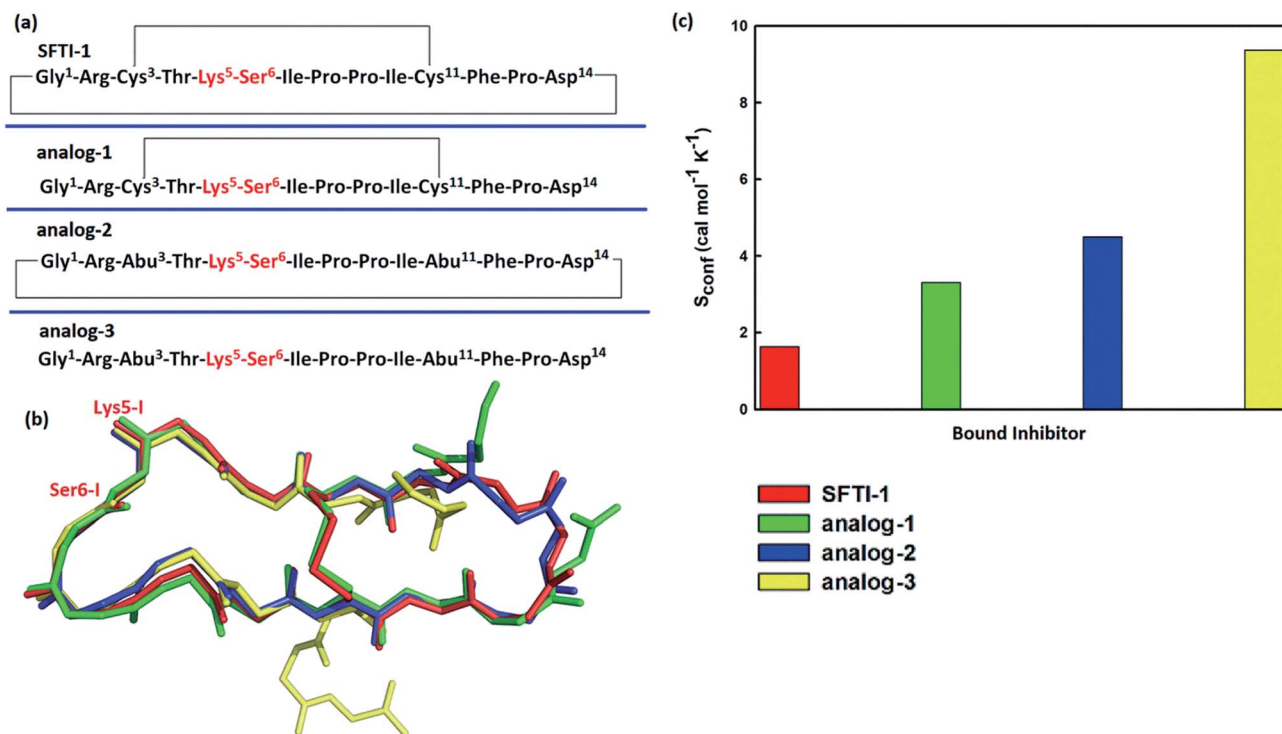 (a)
SFTI-1
Gly¹-Arg-Cys³-Thr-Lys⁵-Ser⁶-Ile-Pro-Pro-Ile-Cys¹¹-Phe-Pro-Asp¹⁴
analog-1
Gly¹-Arg-Cys³-Thr-Lys⁵-Ser⁶-Ile-Pro-Pro-Ile-Cys¹¹-Phe-Pro-Asp¹⁴
analog-2
Gly¹-Arg-Abu³-Thr-Lys⁵-Ser⁶-Ile-Pro-Pro-Ile-Abu¹¹-Phe-Pro-Asp¹⁴
analog-3
Gly¹-Arg-Abu³-Thr-Lys⁵-Ser⁶-Ile-Pro-Pro-Ile-Abu¹¹-Phe-Pro-Asp¹⁴
(b)
Lys5-I
Ser6-I
(c)
S_conf (cal mol⁻¹ K⁻¹)
10
8
6
4
2
0
Bound Inhibitor
SFTI-1
analog-1
analog-2
analog-3